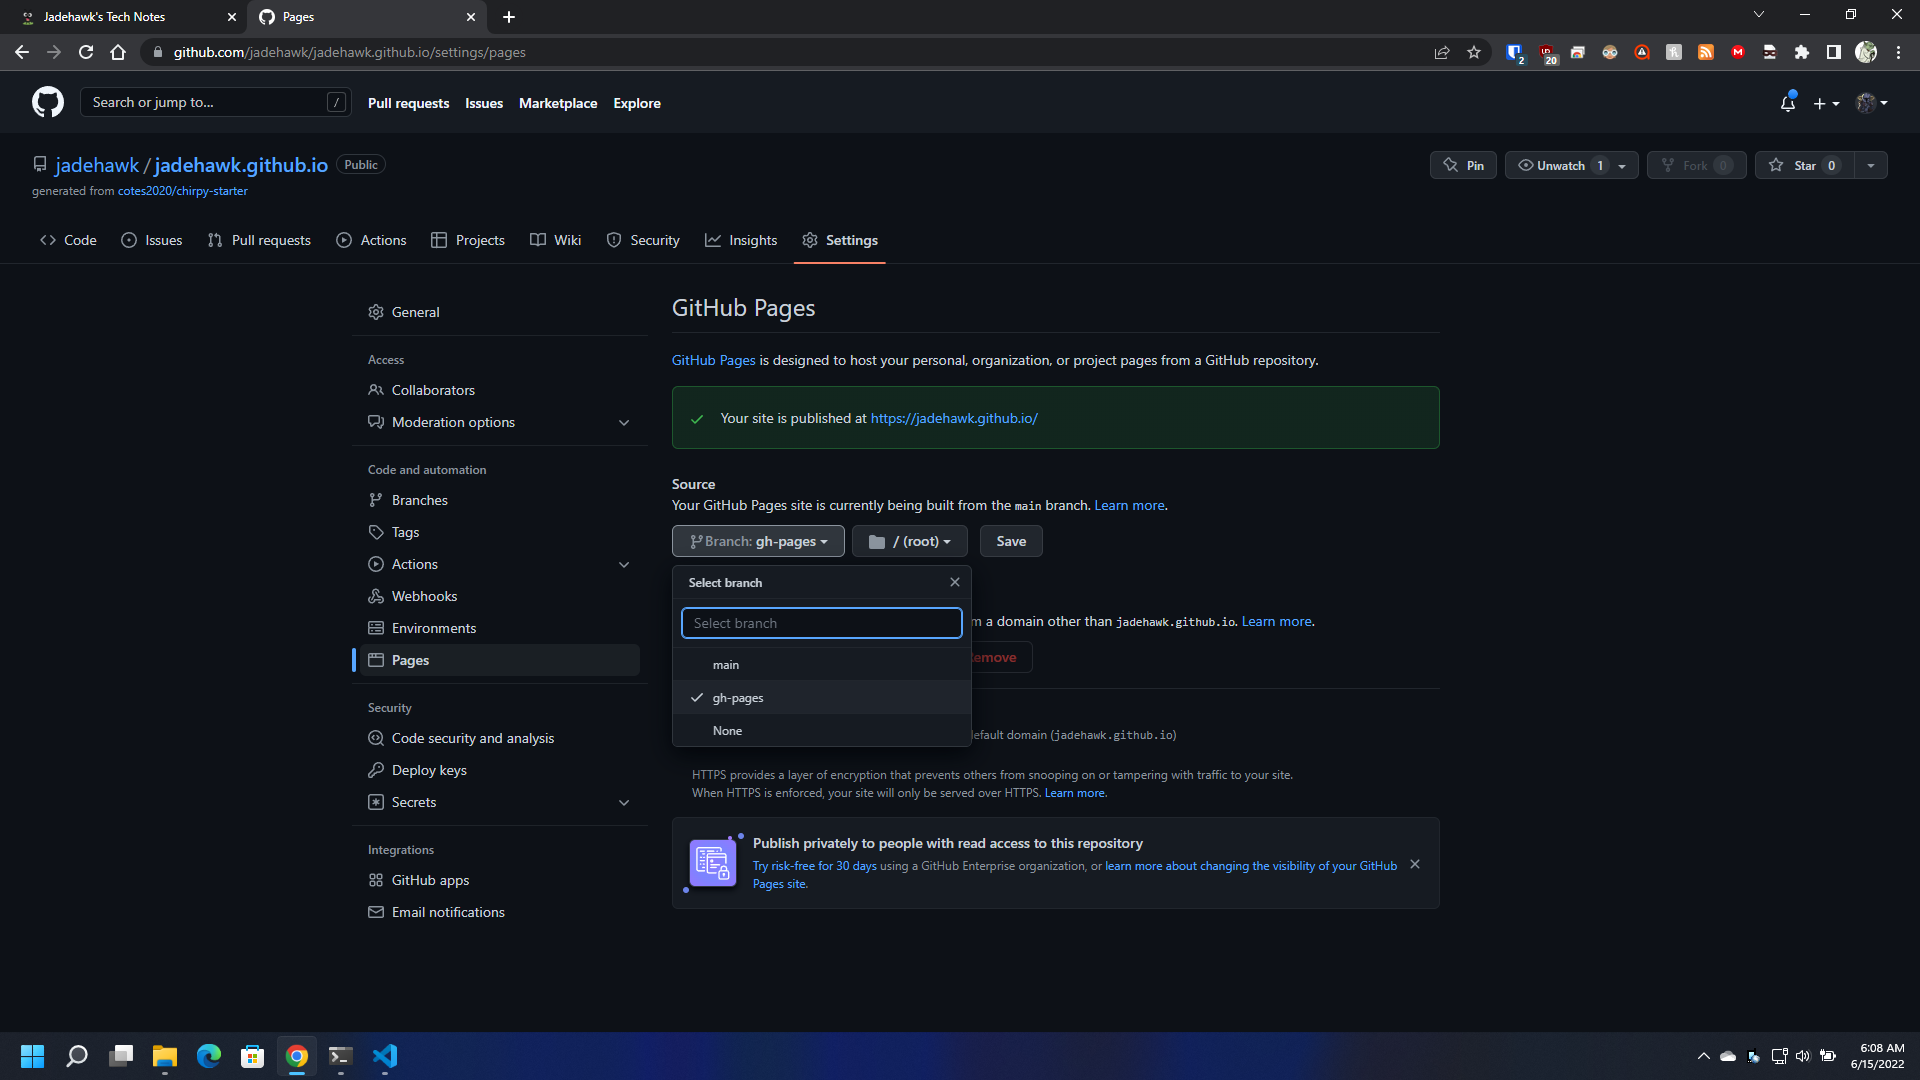 Jadehawk's Tech Notes
Pages
github.com/jadehawk/jadehawk.github.io/settings/pages
2
20
Search or jump to...
/
Pull requests
Issues
Marketplace
Explore
jadehawk / jadehawk.github.io
Public
generated from cotes2020/chirpy-starter
Pin
Unwatch 1
Fork 0
Star 0
Code
Issues
Pull requests
Actions
Projects
Wiki
Security
Insights
Settings
General
Access
Collaborators
Moderation options
Code and automation
Branches
Tags
Actions
Webhooks
Environments
Pages
Security
Code security and analysis
Deploy keys
Secrets
Integrations
GitHub apps
Email notifications
GitHub Pages
GitHub Pages is designed to host your personal, organization, or project pages from a GitHub repository.
Your site is published at https://jadehawk.github.io/
Source
Your GitHub Pages site is currently being built from the main branch. Learn more.
Branch: gh-pages
/ (root)
Save
Select branch
Select branch
main
gh-pages
None
m a domain other than jadehawk.github.io. Learn more.
emove
efault domain (jadehawk.github.io)
HTTPS provides a layer of encryption that prevents others from snooping on or tampering with traffic to your site.
When HTTPS is enforced, your site will only be served over HTTPS. Learn more.
Publish privately to people with read access to this repository
Try risk-free for 30 days using a GitHub Enterprise organization, or learn more about changing the visibility of your GitHub
Pages site.
6:08 AM
6/15/2022